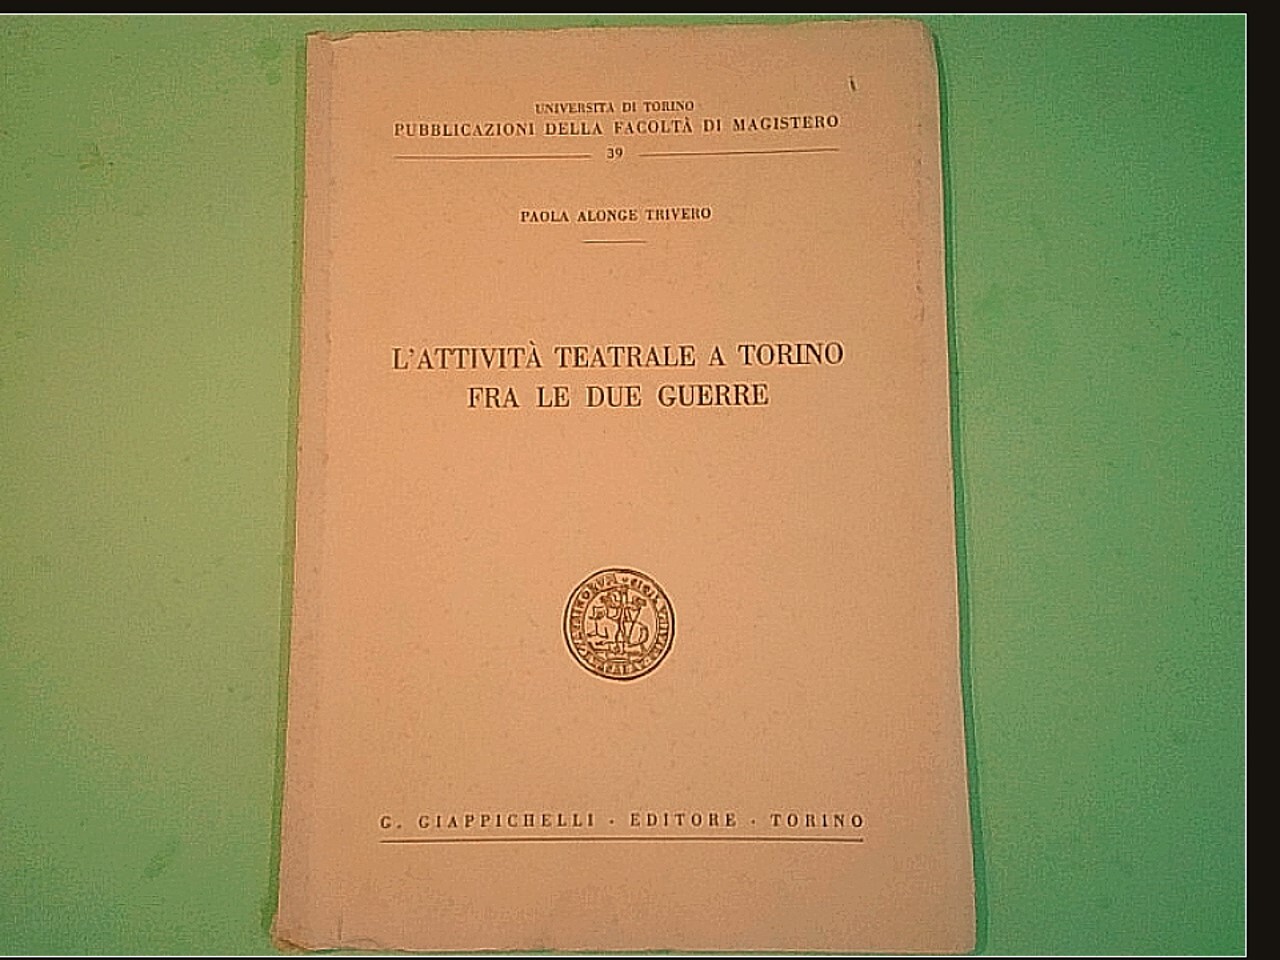 UNIVERSITA DI TORINO
PUBBLICAZIONI DELLA FACOLTÀ DI MAGISTERO
39
PAOLA ALONGE TRIVERO
L'ATTIVITÀ TEATRALE A TORINO
FRA LE DUE GUERRE
G. GIAPPICHELLI - EDITORE - TORINO